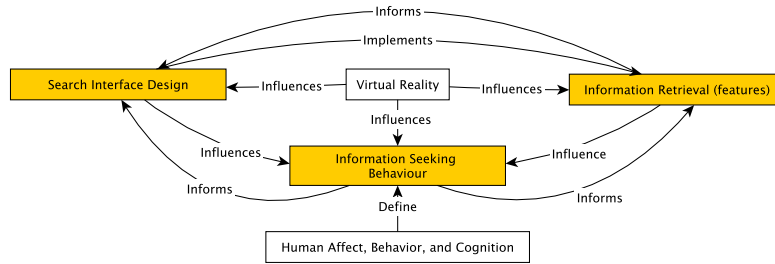 Informs
Implements
Search Interface Design
Influences
Virtual Reality
Influences
Information Retrieval (features)
Influences
Influences
Information Seeking
Behaviour
Influence
Informs
Informs
Define
Human Affect, Behavior, and Cognition